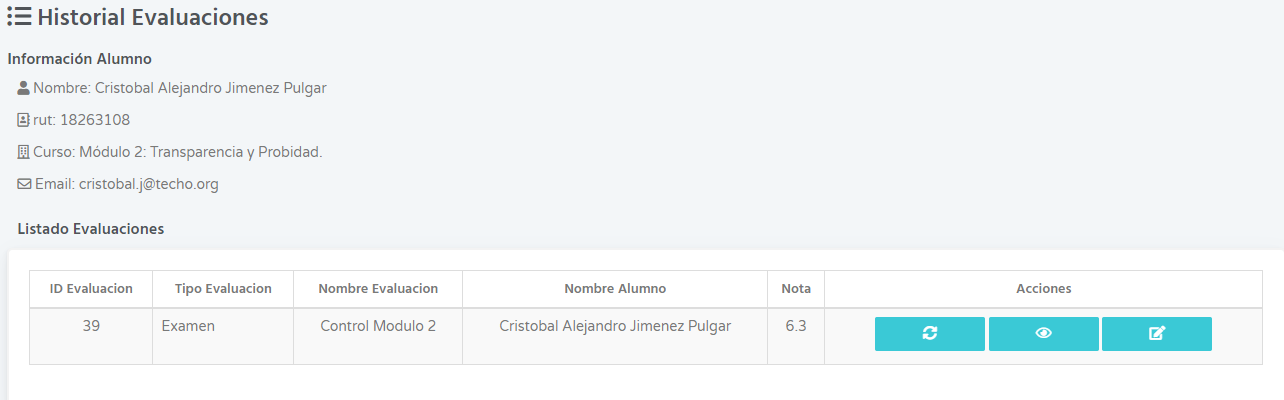 Historial Evaluaciones
Información Alumno
Nombre: Cristobal Alejandro Jimenez Pulgar
rut: 18263108
Curso: Módulo 2: Transparencia y Probidad.
Email: cristobal.j@techo.org
Listado Evaluaciones
ID Evaluacion Tipo Evaluacion Nombre Evaluacion Nombre Alumno Nota Acciones
39 Examen Control Modulo 2 Cristobal Alejandro Jimenez Pulgar 6.3